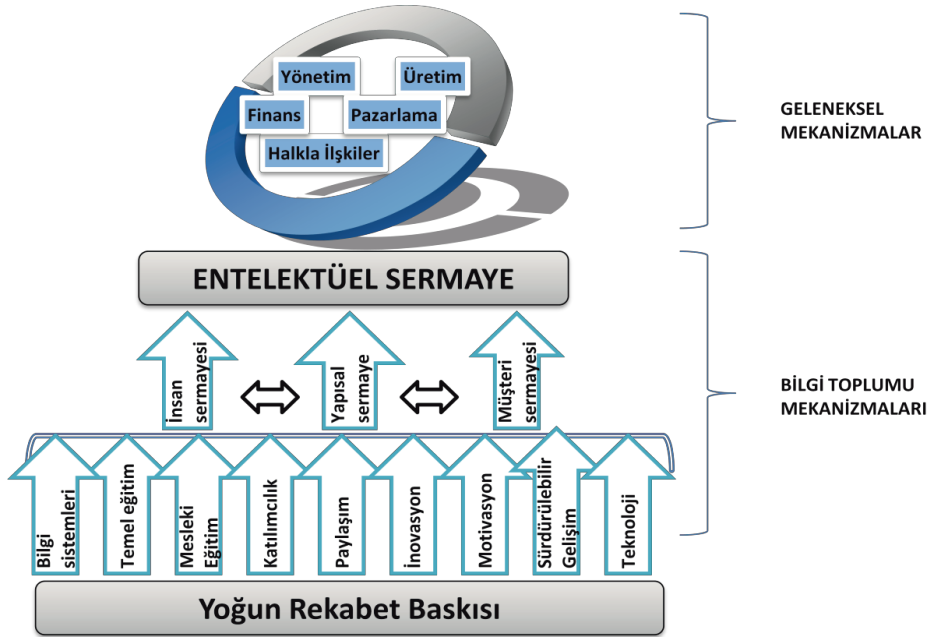 Yönetim
Üretim
Finans
Pazarlama
Halkla İlşkiler
GELENEKSEL
MEKANİZMALAR
ENTELEKTÜEL SERMAYE
İnsan
sermayesi
Yapısal
sermaye
Müşteri
sermayesi
BİLGİ TOPLUMU
MEKANİZMALARI
Bilgi
sistemleri
Temel eğitim
Mesleki
Eğitim
Katılımcılık
Paylaşım
İnovasyon
Motivasyon
Sürdürülebilir
Gelişim
Teknoloji
Yoğun Rekabet Baskısı